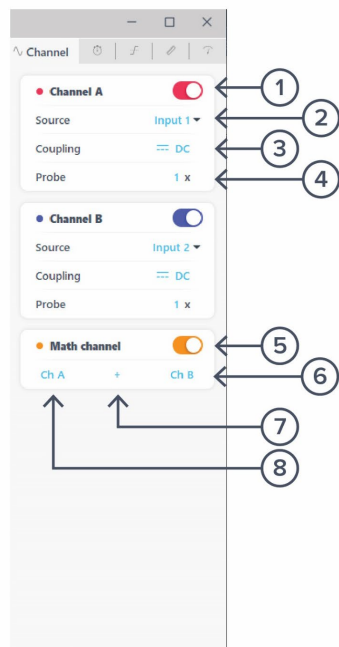 Channel
Channel A
1
Source Input 1
2
Coupling DC
3
Probe 1 x
4
Channel B
Source Input 2
Coupling DC
Probe 1 x
Math channel
5
Ch A + Ch B
6
7
8